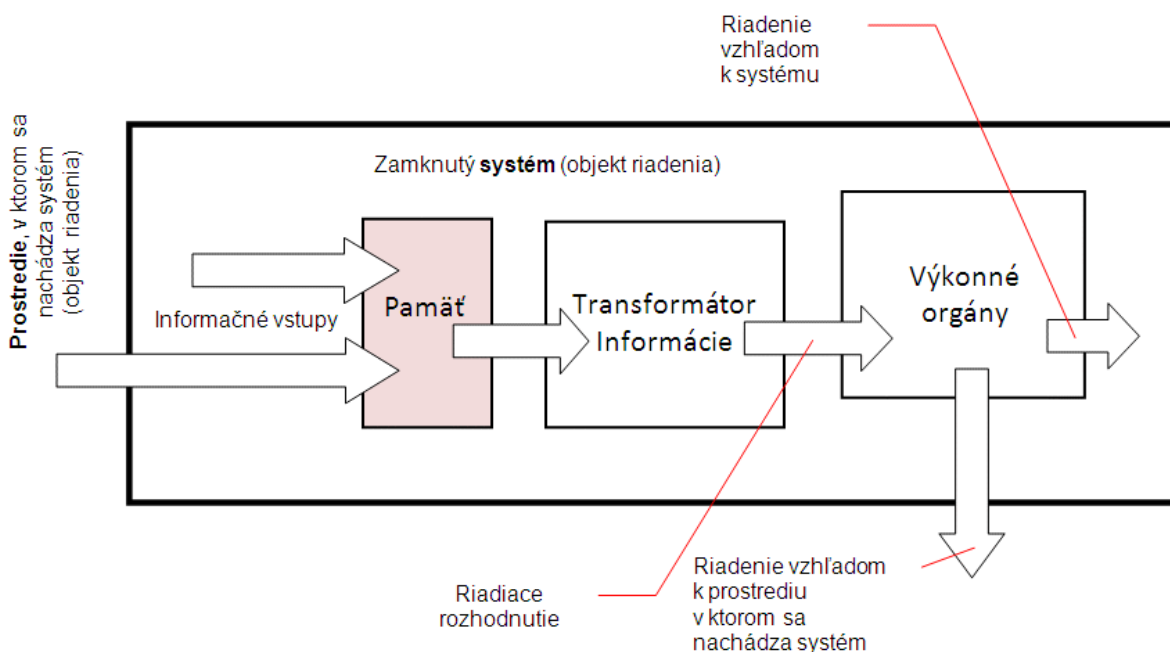 Riadenie
vzhľadom
k systému
Prostredie, v ktorom sa
nachádza systém
(objekt riadenia)
Zamknutý systém (objekt riadenia)
Informačné vstupy
Pamäť
Transformátor
Informácie
Výkonné
orgány
Riadiace
rozhodnutie
Riadenie vzhľadom
k prostrediu
v ktorom sa
nachádza systém